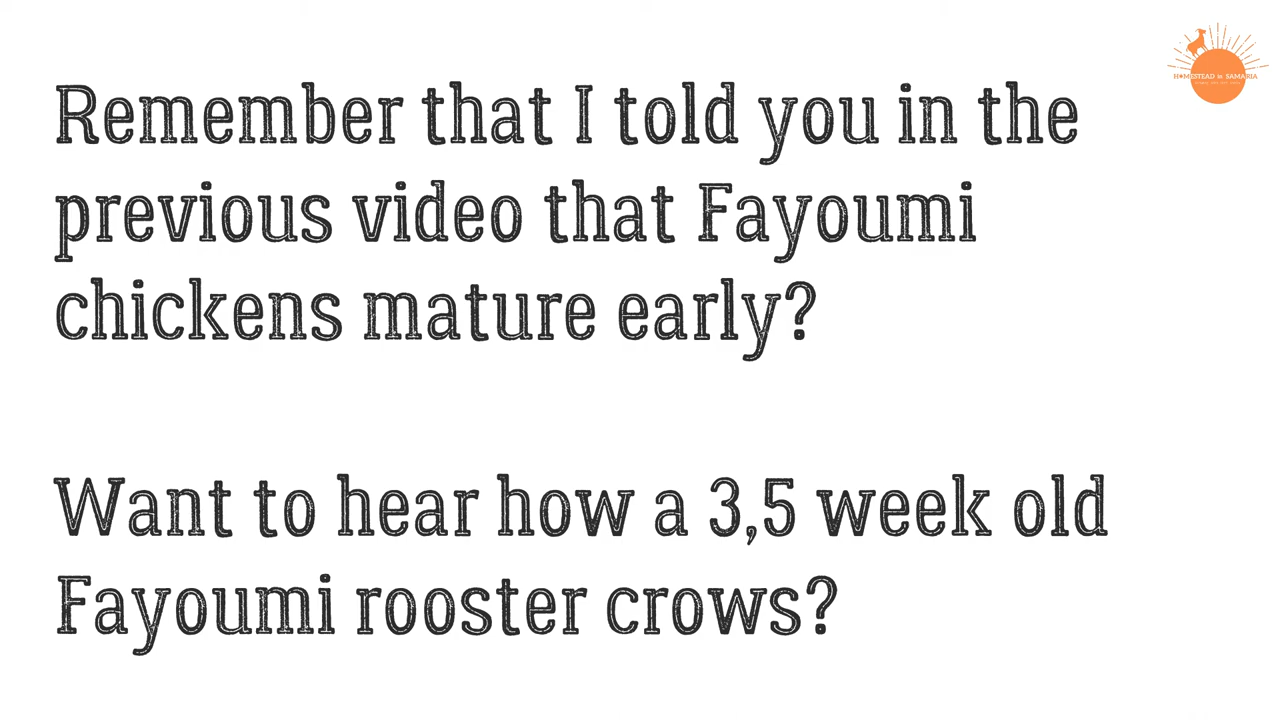 HOMESTEAD in SAMARIA
Remember that I told you in the
previous video that Fayoumi
chickens mature early?
Want to hear how a 3,5 week old
Fayoumi rooster crows?